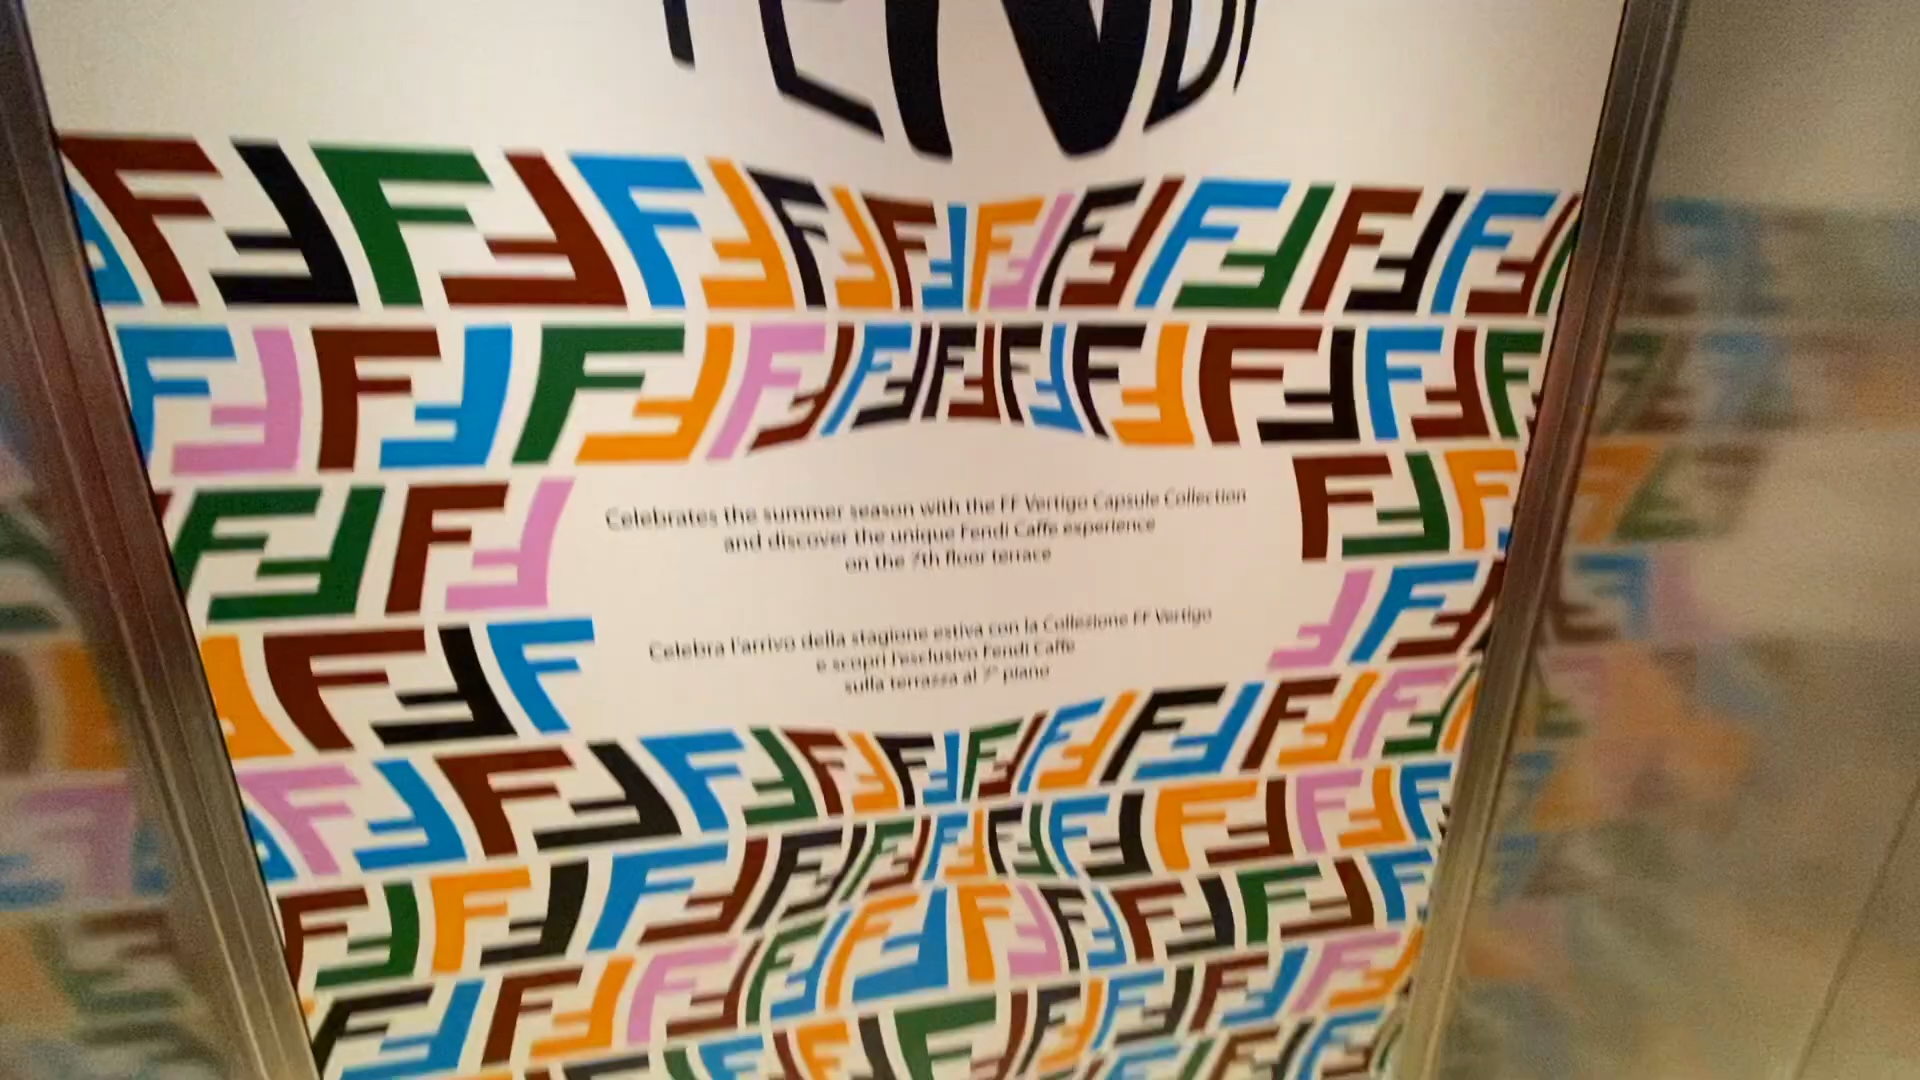 FENDI
Celebrates the summer season with the FF Vertigo Capsule Collection
and discover the unique Fendi Caffe experience
on the 7th floor terrace
Celebra l'arrivo della stagione estiva con la Collezione FF Vertigo
e scopri l'esclusivo Fendi Caffe
sulla terrazza al 7° piano